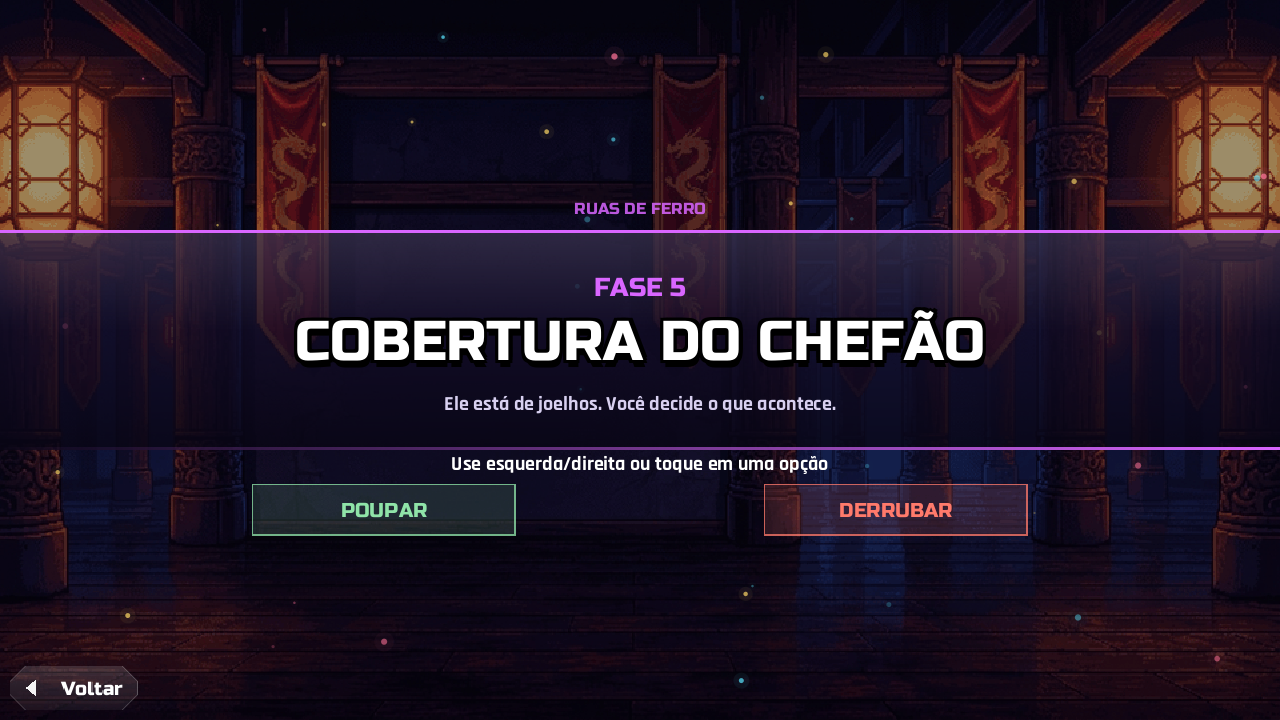 RUAS DE FERRO
FASE 5
COBERTURA DO CHEFÃO
Ele está de joelhos. Você decide o que acontece.
Use esquerda/direita ou toque em uma opção
POUPAR
DERRUBAR
Voltar